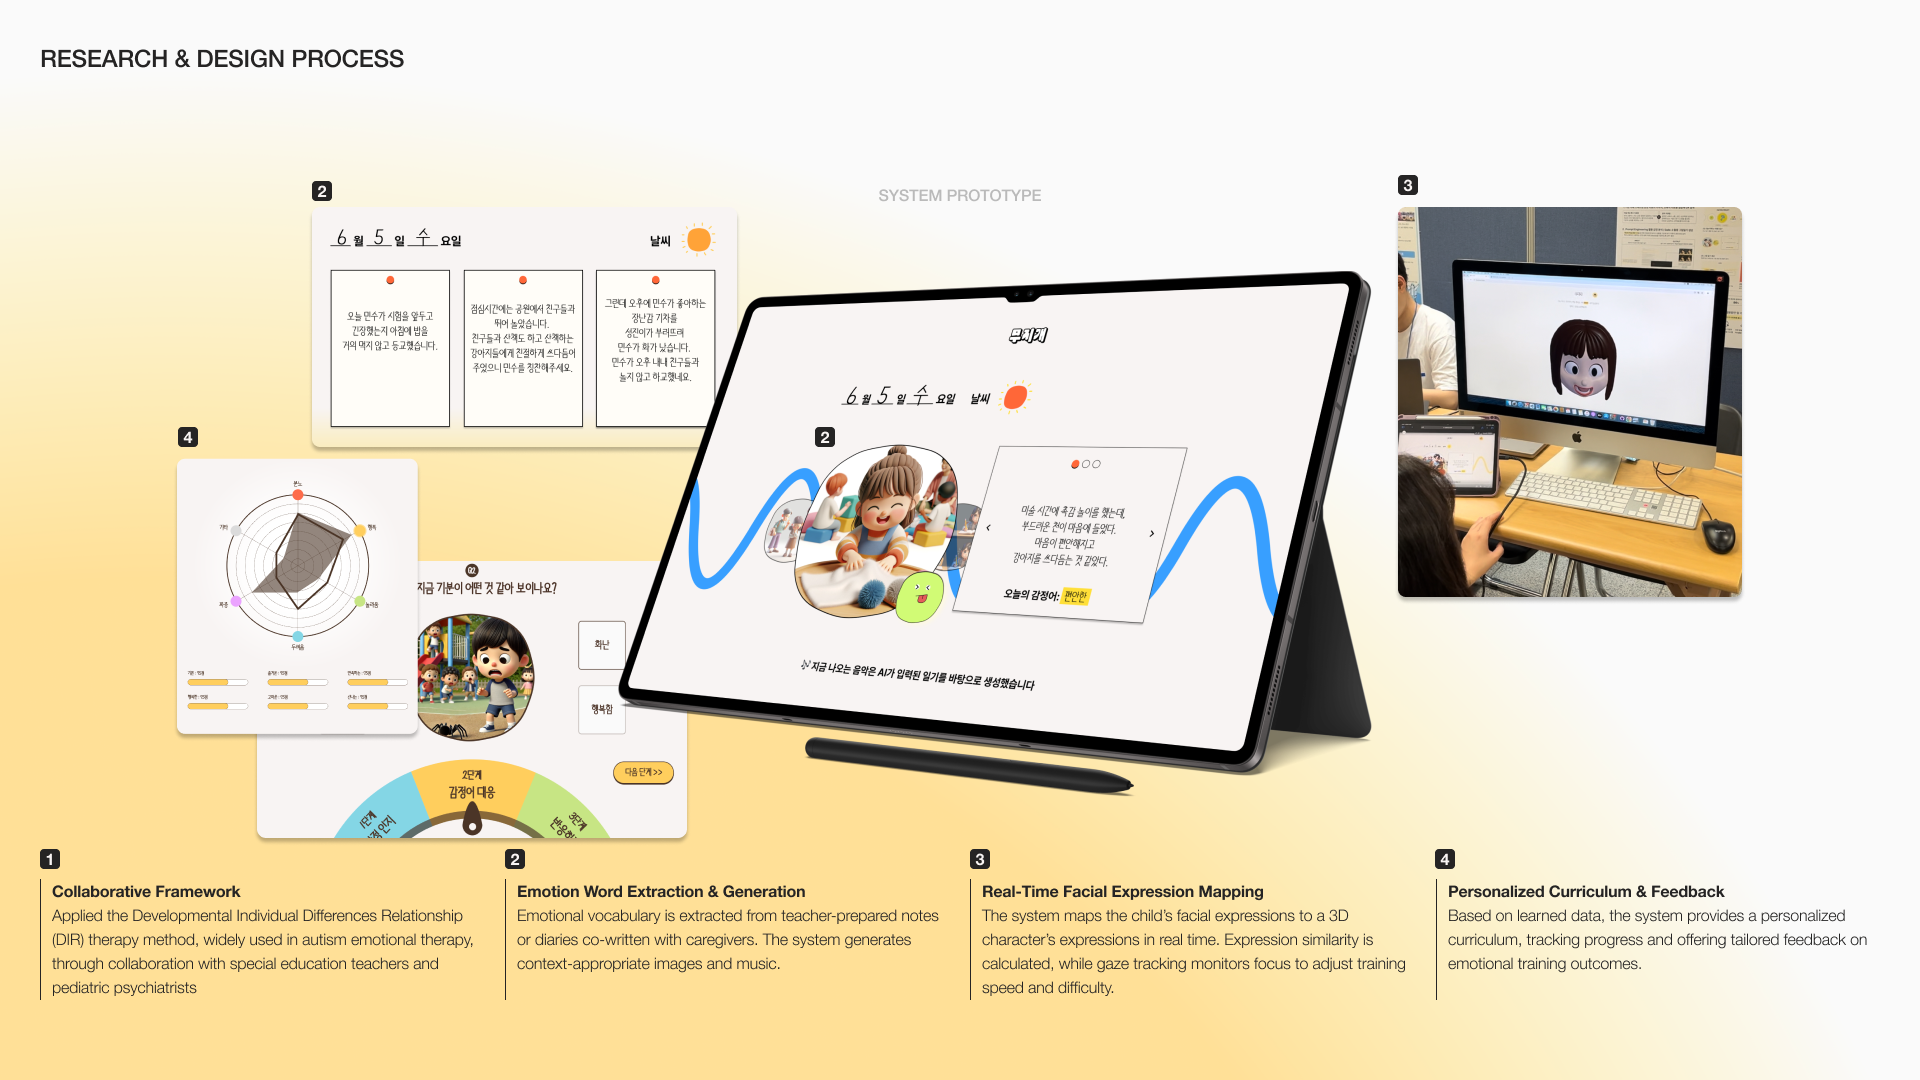 RESEARCH & DESIGN PROCESS
SYSTEM PROTOTYPE
2
6월 5일 수요일
날씨
오늘 민수가 시험을 앞두고
긴장했는지 아침에 밥을
거의 먹지 않고 등교했습니다.
점심시간에는 공원에서 친구들과
뛰어 놀았습니다.
친구들과 산책도 하고 산책하는
강아지들에게 친절하게 쓰다듬어
주었으니 민수를 칭찬해주세요.
그런데 오후에 민수가 좋아하는
장난감 기차를
성진이가 부러뜨려
민수가 화가 났습니다.
민수가 오후 내내 친구들과
놀지 않고 하교했네요.
4
분노
행복
놀라움
두려움
기타
Q2
지금 기분이 어떤 것 같아 보이나요?
화난
행복함
다음 단계 >>
1단계
2단계
감정어 대응
3단계
무지개
6월 5일 수요일 날씨
2
미술 시간에 촉감 놀이를 했는데,
부드러운 천이 마음에 들었다.
마음이 편안해지고
강아지를 쓰다듬는 것 같았다.
오늘의 감정어: 편안한
지금 나오는 음악은 AI가 입력된 일기를 바탕으로 생성했습니다
3
1
Collaborative Framework
Applied the Developmental Individual Differences Relationship
(DIR) therapy method, widely used in autism emotional therapy,
through collaboration with special education teachers and
pediatric psychiatrists
2
Emotion Word Extraction & Generation
Emotional vocabulary is extracted from teacher-prepared notes
or diaries co-written with caregivers. The system generates
context-appropriate images and music.
3
Real-Time Facial Expression Mapping
The system maps the child’s facial expressions to a 3D
character’s expressions in real time. Expression similarity is
calculated, while gaze tracking monitors focus to adjust training
speed and difficulty.
4
Personalized Curriculum & Feedback
Based on learned data, the system provides a personalized
curriculum, tracking progress and offering tailored feedback on
emotional training outcomes.